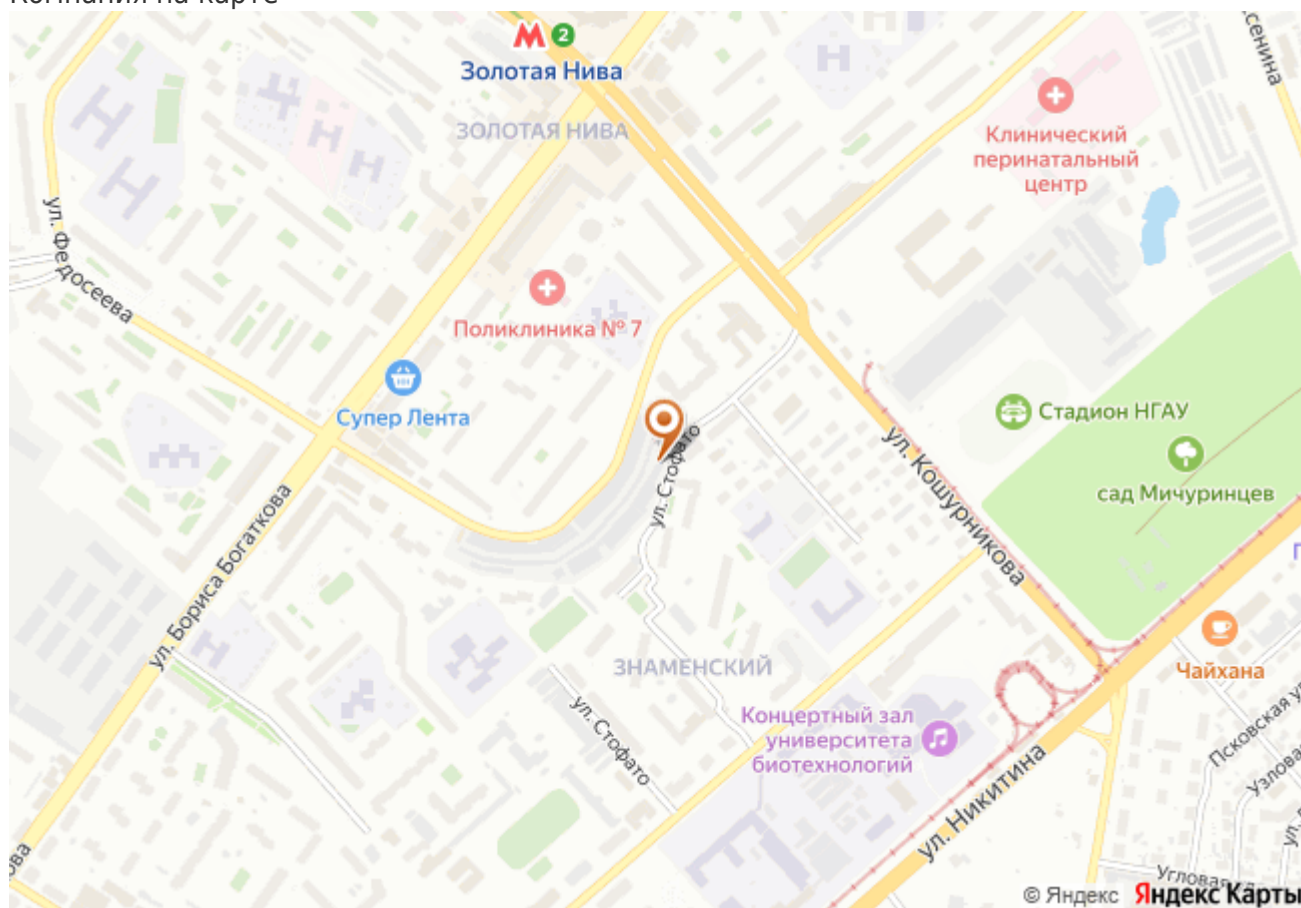 Компания на карте
2
Золотая Нива
ЗОЛОТАЯ НИВА
Клинический
перинатальный
центр
ул. Федосеева
Поликлиника № 7
Супер Лента
ул. Стофато
Стадион НГАУ
сад Мичуринцев
ул. Кошурникова
ул. Бориса Богаткова
ЗНАМЕНСКИЙ
ул. Стофато
Концертный зал
университета
биотехнологий
Чайхана
Псковская у
Узлова
ул. Никитина
Угловая
© Яндекс Яндекс Карты